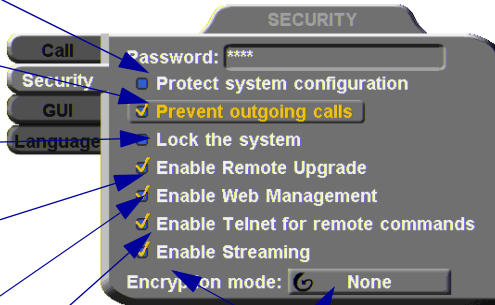 SECURITY
Call
Security
GUI
Language
Password: ****
Protect system configuration
Prevent outgoing calls
Lock the system
Enable Remote Upgrade
Enable Web Management
Enable Telnet for remote commands
Enable Streaming
Encryption mode: None